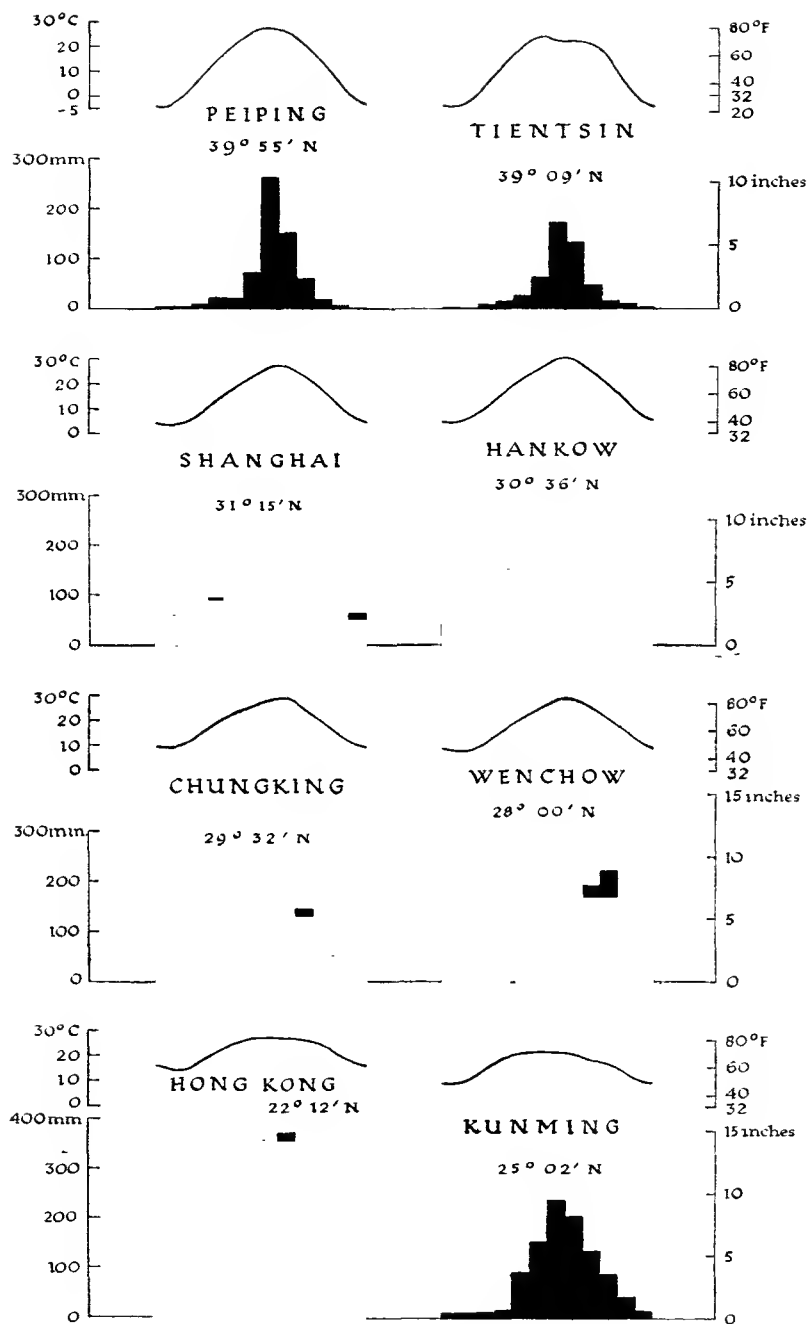 30°C
20
10
0
-5
80°F
60
40
32
20
PEIPING
39° 55′ N
TIENTSIN
39° 09′ N
300mm
200
100
0
10 inches
5
0
30°C
20
10
0
80°F
60
40
32
SHANGHAI
31° 15′ N
HANKOW
30° 36′ N
300mm
200
100
0
10 inches
5
0
30°C
20
10
0
80°F
60
40
32
CHUNGKING
29° 32′ N
WENCHOW
28° 00′ N
300mm
200
100
0
15 inches
10
5
0
30°C
20
10
0
80°F
60
40
32
HONG KONG
22° 12′ N
KUNMING
25° 02′ N
400mm
300
200
100
0
15 inches
10
5
0